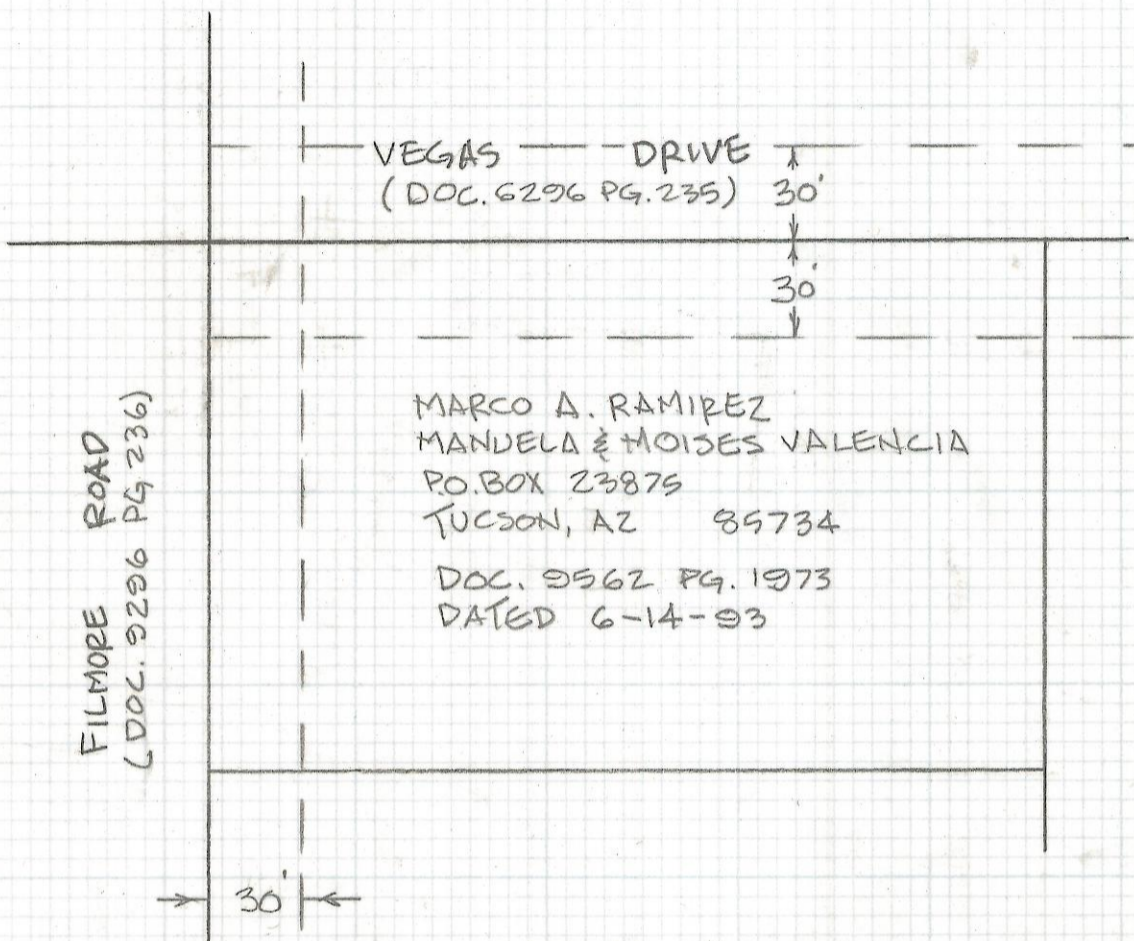 VEGAS DRIVE
(DOC. 6296 PG. 235)
30'
30'
MARCO A. RAMIREZ
MANUELA & MOISES VALENCIA
P.O. BOX 23875
TUCSON, AZ 85734
DOC. 9562 PG. 1973
DATED 6-14-93
FILMORE ROAD
(DOC. 9296 PG. 236)
30'